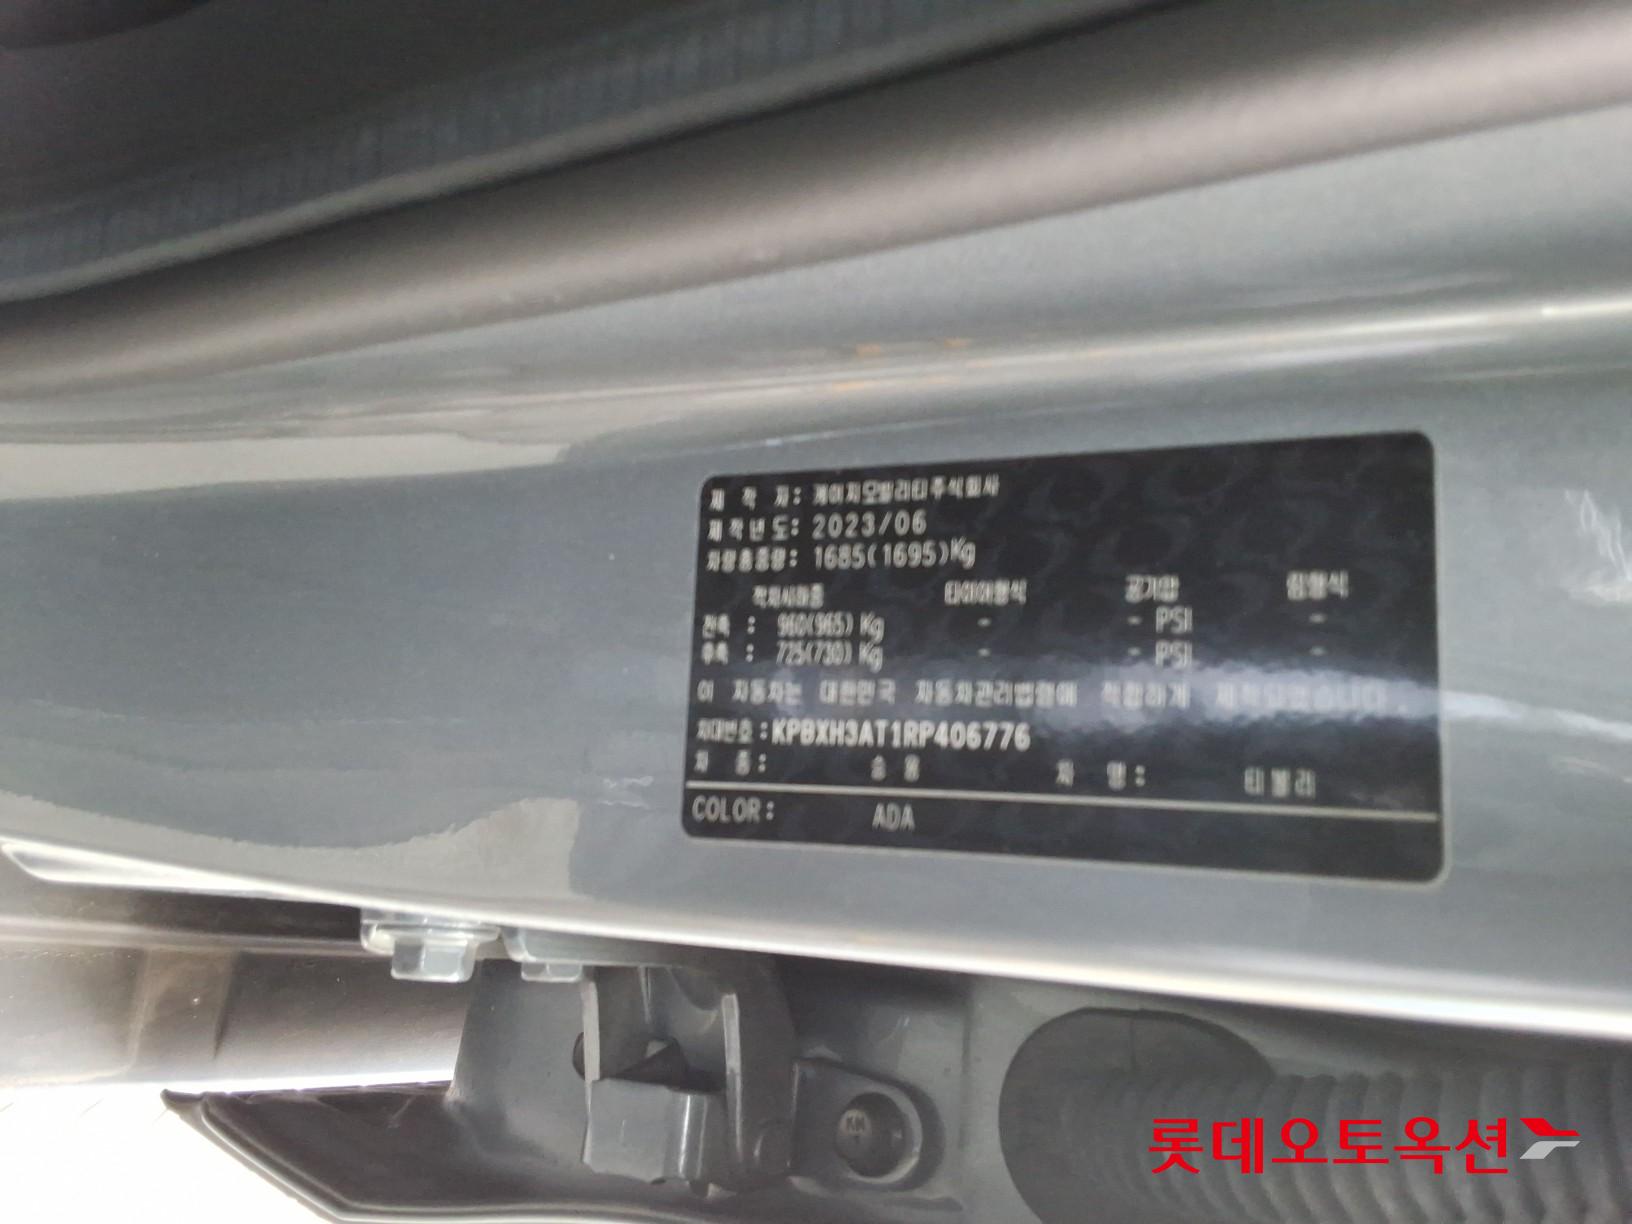 제 작 자: 케이지모빌리티주식회사
제작년도: 2023/06
차량총중량: 1685(1695)Kg
적차시하중 타이어형식 공기압 림형식
전축 : 960(965) Kg - - PSI -
후축 : 725(730) Kg - - PSI -
이 자동차는 대한민국 자동차관리법령에 적합하게 제작되었습니다.
차대번호:KPBXH3AT1RP406776
차 종: 승용 차 명: 티볼리
COLOR: ADA
롯데오토옥션